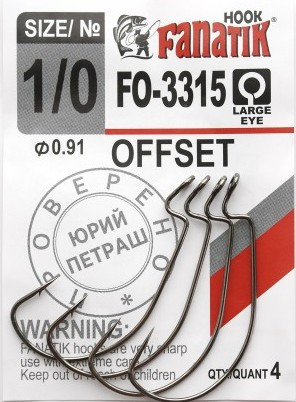 SIZE/№
HOOK
FANATIK
1/0
FO-3315
LARGE
EYE
Ф0.91
OFFSET
ПРОВЕРЕНО
ЮРИЙ
ПЕТРАШ
WARNING:
FANATIK hooks are very sharp
use with extreme care
Keep out of reach of children
QTY/QUANT 4